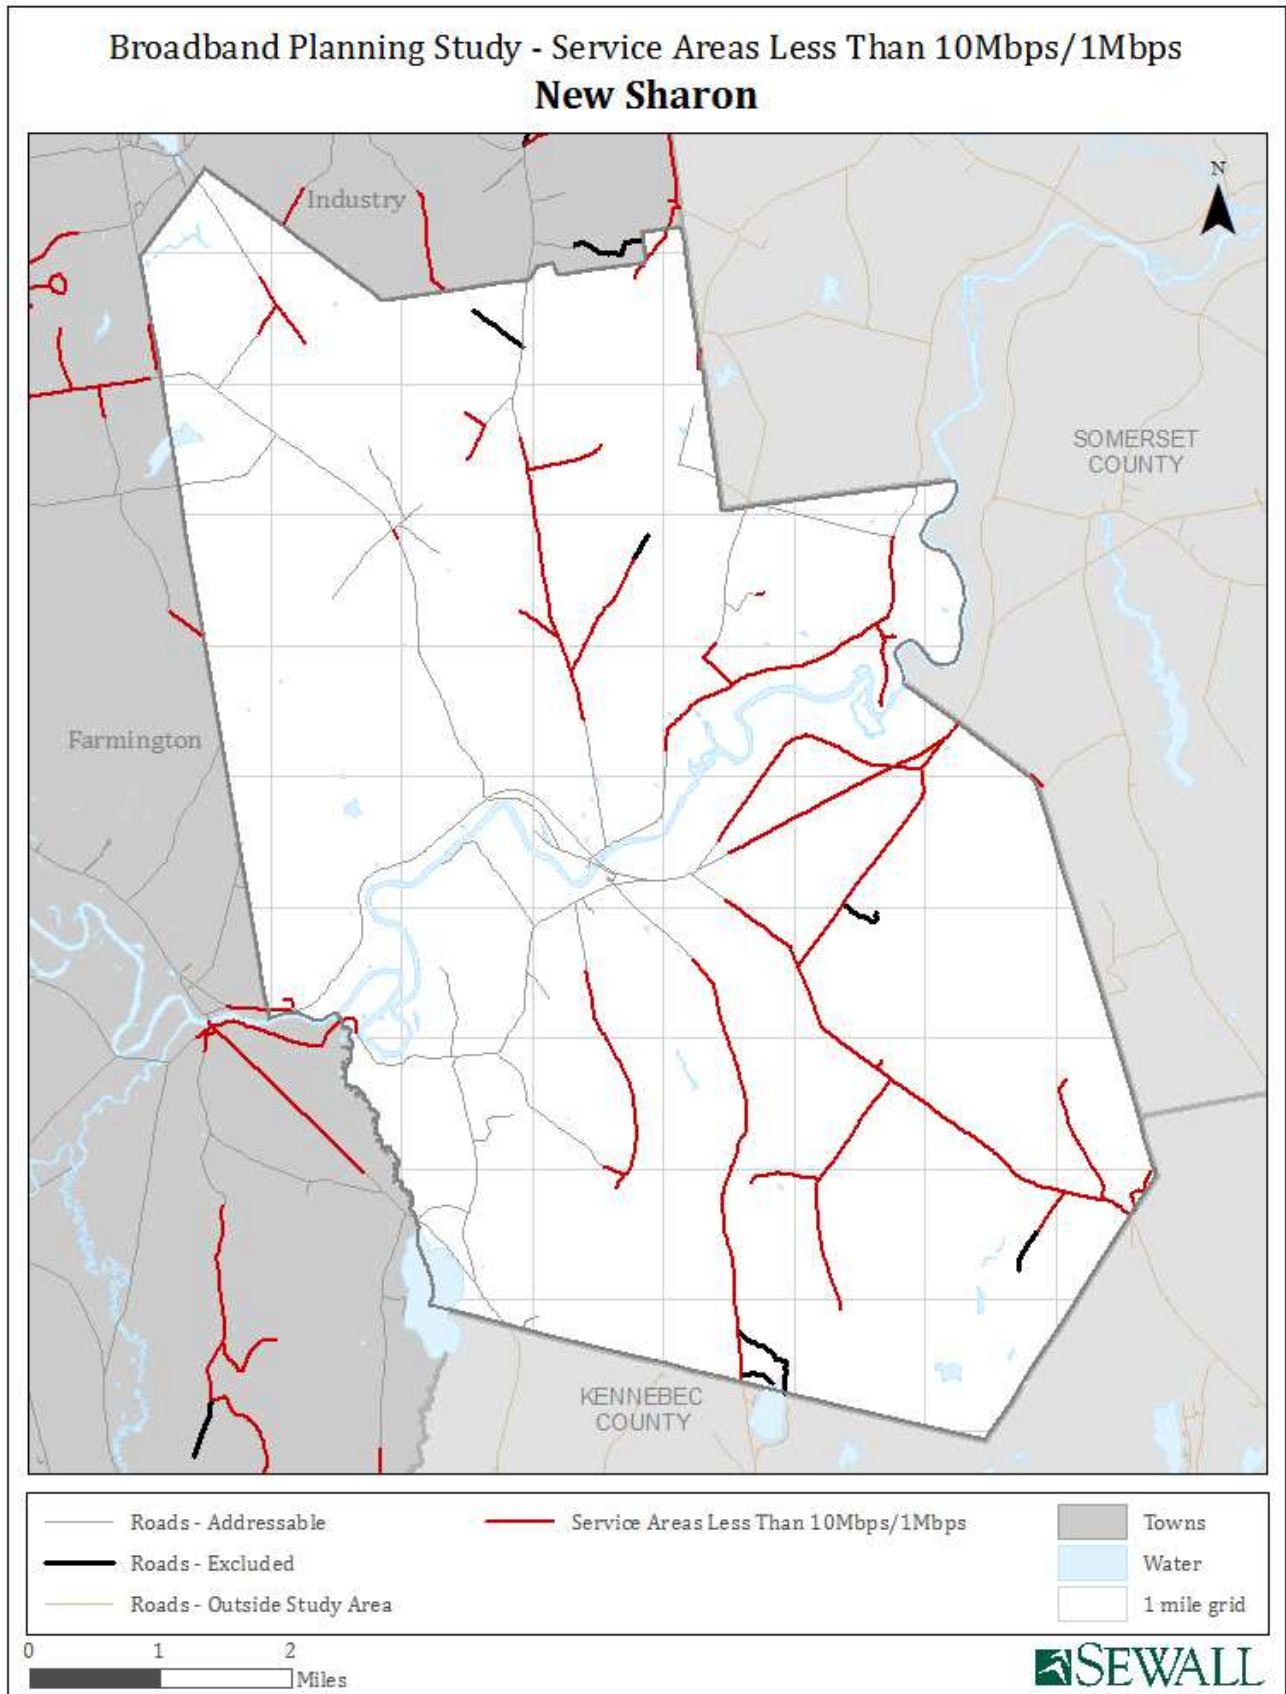 Broadband Planning Study - Service Areas Less Than 10Mbps/1Mbps
New Sharon
Industry
N
SOMERSET
COUNTY
Farmington
KENNEBEC
COUNTY
Roads - Addressable
Roads - Excluded
Roads - Outside Study Area
Service Areas Less Than 10Mbps/1Mbps
Towns
Water
1 mile grid
0 1 2
Miles
SEWALL